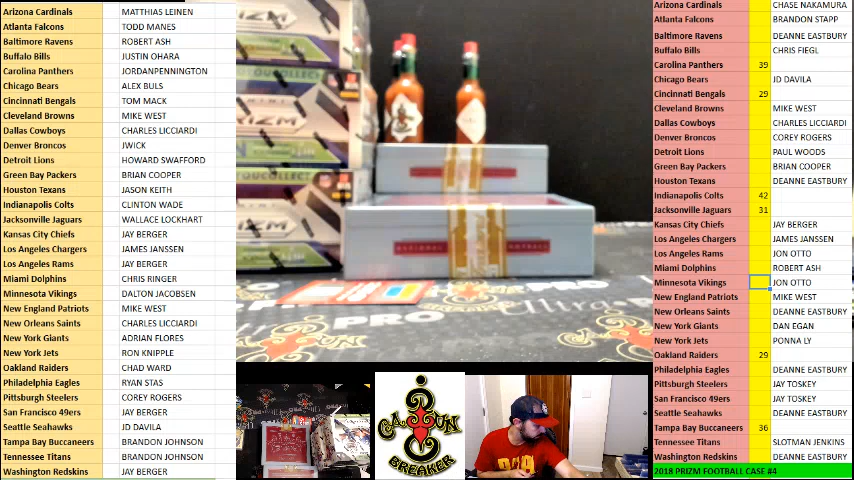 Arizona Cardinals MATTHIAS LEINEN
Atlanta Falcons TODD MANES
Baltimore Ravens ROBERT ASH
Buffalo Bills JUSTIN OHARA
Carolina Panthers JORDANPENNINGTON
Chicago Bears ALEX BULS
Cincinnati Bengals TOM MACK
Cleveland Browns MIKE WEST
Dallas Cowboys CHARLES LICCIARDI
Denver Broncos JWICK
Detroit Lions HOWARD SWAFFORD
Green Bay Packers BRIAN COOPER
Houston Texans JASON KEITH
Indianapolis Colts CLINTON WADE
Jacksonville Jaguars WALLACE LOCKHART
Kansas City Chiefs JAY BERGER
Los Angeles Chargers JAMES JANSSEN
Los Angeles Rams JAY BERGER
Miami Dolphins CHRIS RINGER
Minnesota Vikings DALTON JACOBSEN
New England Patriots MIKE WEST
New Orleans Saints CHARLES LICCIARDI
New York Giants ADRIAN FLORES
New York Jets RON KNIPPLE
Oakland Raiders CHAD WARD
Philadelphia Eagles RYAN STAS
Pittsburgh Steelers COREY ROGERS
San Francisco 49ers JAY BERGER
Seattle Seahawks JD DAVILA
Tampa Bay Buccaneers BRANDON JOHNSON
Tennessee Titans BRANDON JOHNSON
Washington Redskins JAY BERGER
PRIZM
PRO
CAJUN
BREAKER
Arizona Cardinals CHASE NAKAMURA
Atlanta Falcons BRANDON STAPP
Baltimore Ravens DEANNE EASTBURY
Buffalo Bills CHRIS FIEGL
Carolina Panthers 39
Chicago Bears JD DAVILA
Cincinnati Bengals 29
Cleveland Browns MIKE WEST
Dallas Cowboys CHARLES LICCIARDI
Denver Broncos COREY ROGERS
Detroit Lions PAUL WOODS
Green Bay Packers BRIAN COOPER
Houston Texans DEANNE EASTBURY
Indianapolis Colts 42
Jacksonville Jaguars 31
Kansas City Chiefs JAY BERGER
Los Angeles Chargers JAMES JANSSEN
Los Angeles Rams JON OTTO
Miami Dolphins ROBERT ASH
Minnesota Vikings JON OTTO
New England Patriots MIKE WEST
New Orleans Saints DEANNE EASTBURY
New York Giants DAN EGAN
New York Jets PONNA LY
Oakland Raiders 29
Philadelphia Eagles DEANNE EASTBURY
Pittsburgh Steelers JAY TOSKEY
San Francisco 49ers JAY TOSKEY
Seattle Seahawks DEANNE EASTBURY
Tampa Bay Buccaneers 36
Tennessee Titans SLOTMAN JENKINS
Washington Redskins DEANNE EASTBURY
2018 PRIZM FOOTBALL CASE #4